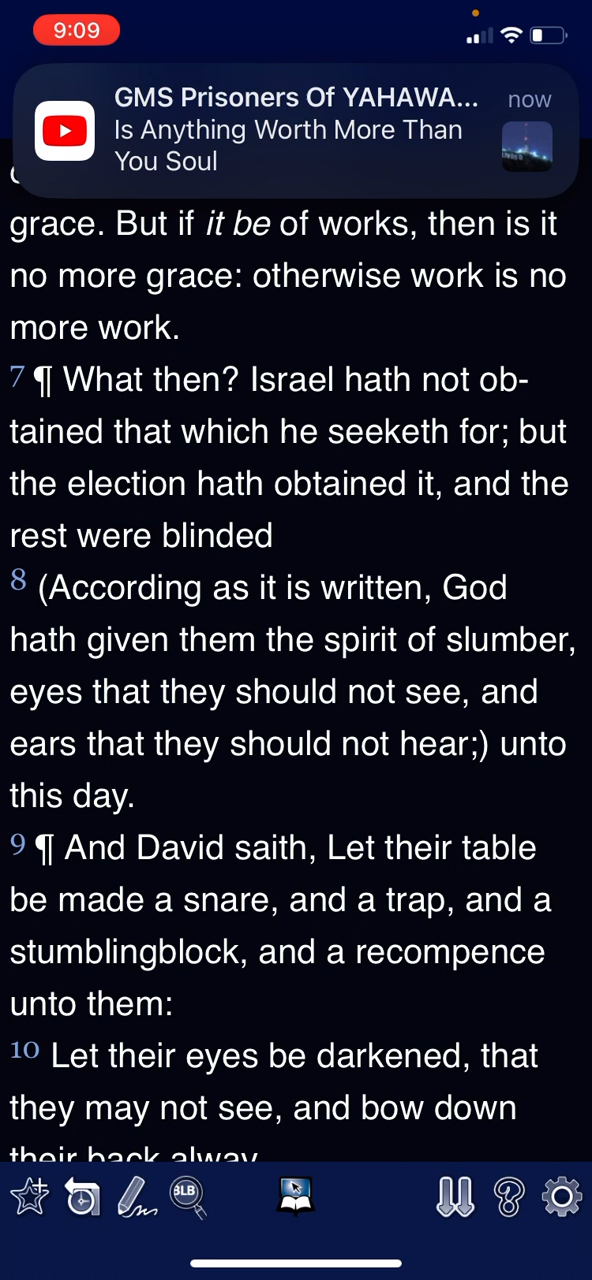 9:09
GMS Prisoners Of YAHAWA...
now
Is Anything Worth More Than
You Soul
grace. But if it be of works, then is it
no more grace: otherwise work is no
more work.
7 ¶ What then? Israel hath not ob-
tained that which he seeketh for; but
the election hath obtained it, and the
rest were blinded
8 (According as it is written, God
hath given them the spirit of slumber,
eyes that they should not see, and
ears that they should not hear;) unto
this day.
9 ¶ And David saith, Let their table
be made a snare, and a trap, and a
stumblingblock, and a recompence
unto them:
10 Let their eyes be darkened, that
they may not see, and bow down
their back alway
BLB